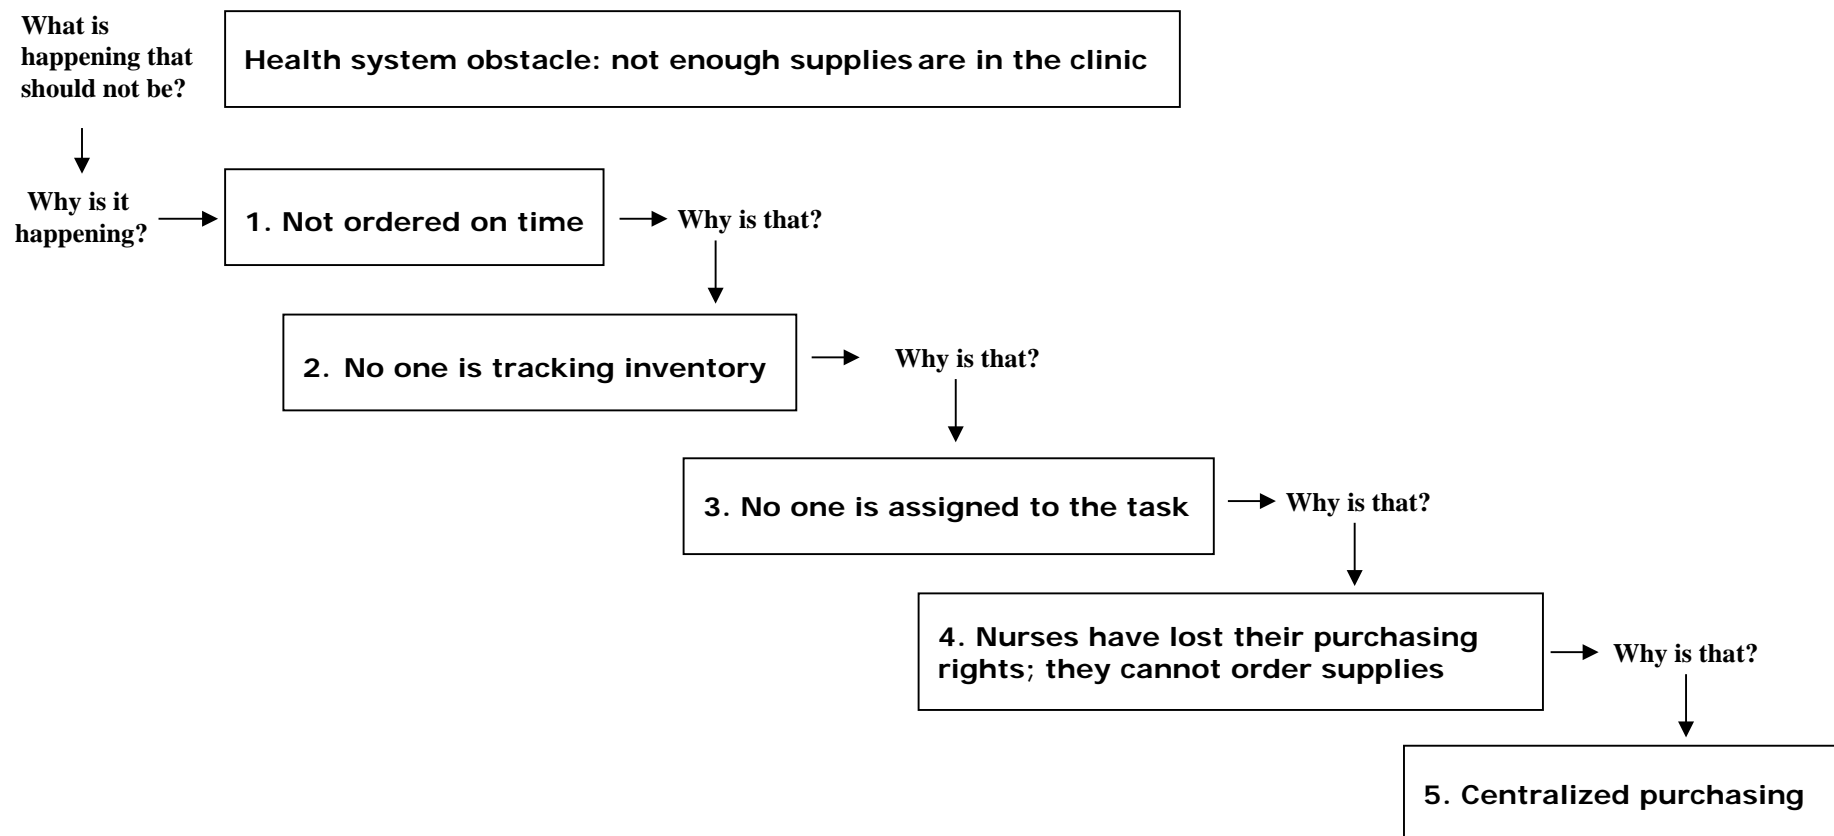 What is
happening that
should not be?
Health system obstacle: not enough supplies are in the clinic
Why is it
happening?
1. Not ordered on time
Why is that?
2. No one is tracking inventory
Why is that?
3. No one is assigned to the task
Why is that?
4. Nurses have lost their purchasing
rights; they cannot order supplies
Why is that?
5. Centralized purchasing